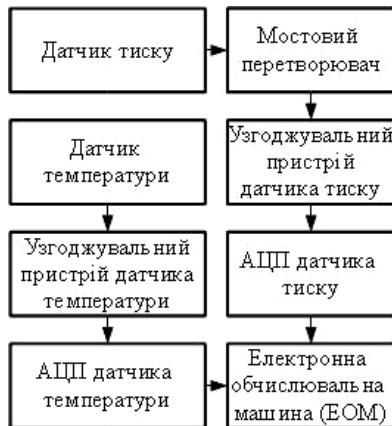 Датчик тиску
Мостовий
перетворювач
Датчик
температури
Узгоджувальний
пристрій
датчика тиску
Узгоджувальний
пристрій датчика
температури
АЦП датчика
тиску
АЦП датчика
температури
Електронна
обчислювальна
машина (ЕОМ)